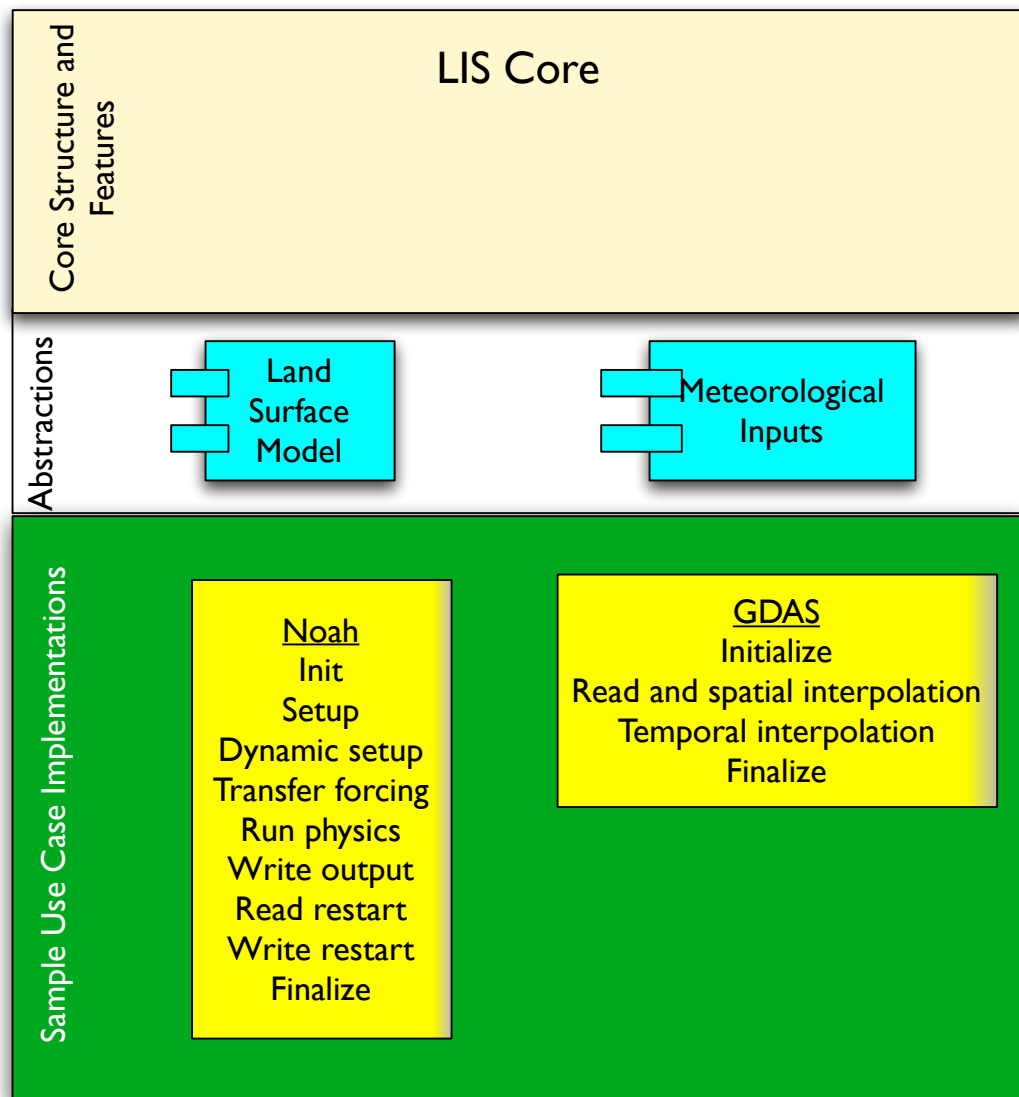 Core Structure and
Features
LIS Core
Abstractions
Land
Surface
Model
Meteorological
Inputs
Sample Use Case Implementations
Noah
Init
Setup
Dynamic setup
Transfer forcing
Run physics
Write output
Read restart
Write restart
Finalize
GDAS
Initialize
Read and spatial interpolation
Temporal interpolation
Finalize